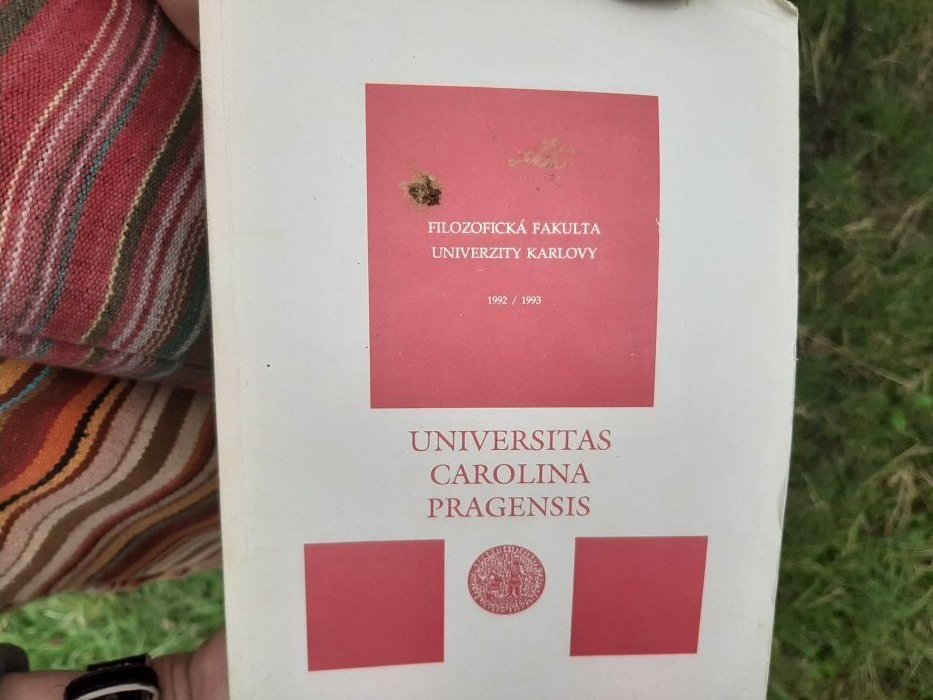 FILOZOFICKÁ FAKULTA
UNIVERZITY KARLOVY
1992 / 1993
UNIVERSITAS
CAROLINA
PRAGENSIS